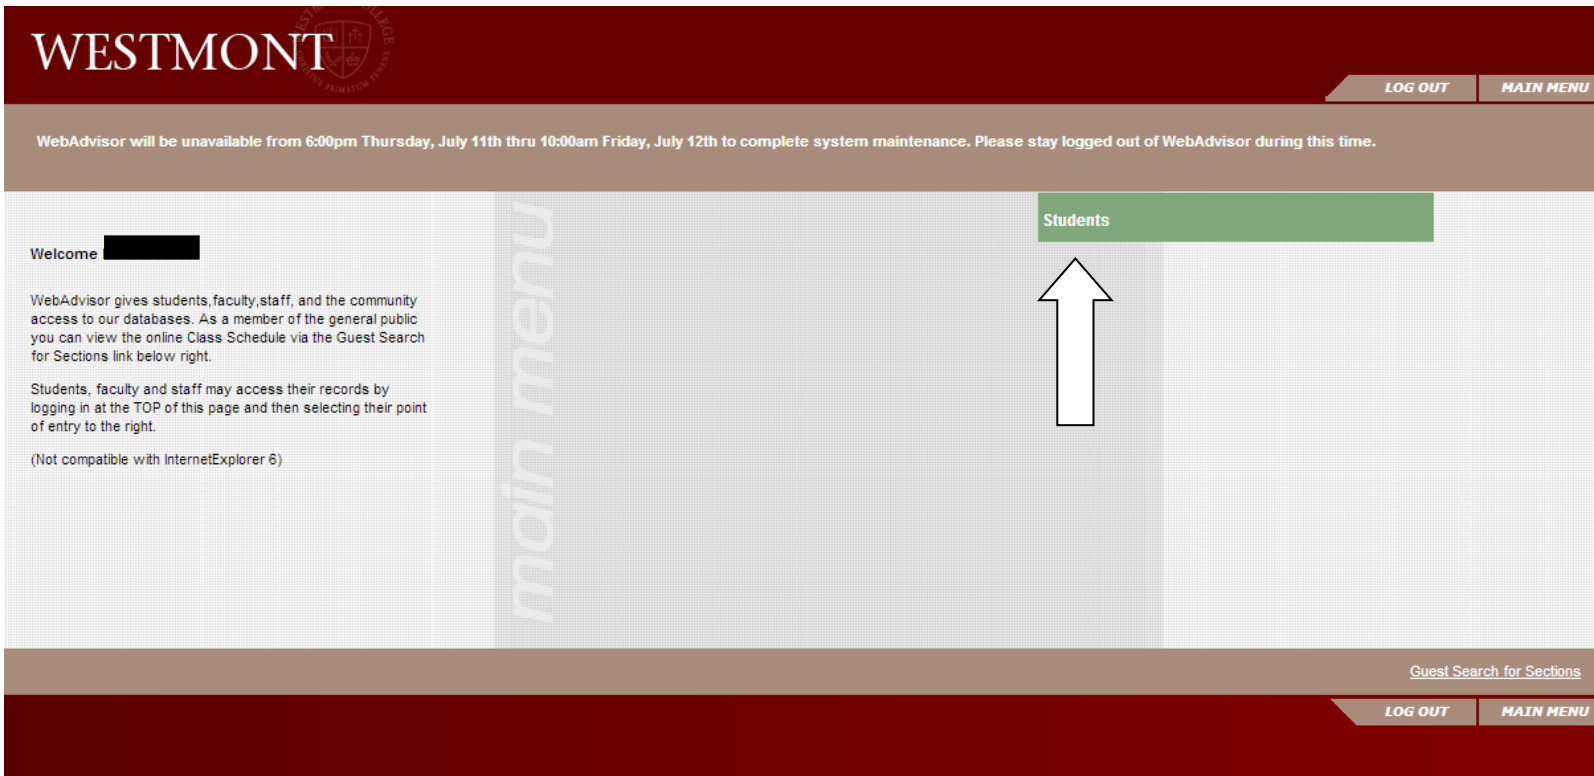 WESTMONT
LOG OUT
MAIN MENU
WebAdvisor will be unavailable from 6:00pm Thursday, July 11th thru 10:00am Friday, July 12th to complete system maintenance. Please stay logged out of WebAdvisor during this time.
main menu
Students
Welcome
WebAdvisor gives students,faculty,staff, and the community
access to our databases. As a member of the general public
you can view the online Class Schedule via the Guest Search
for Sections link below right.
Students, faculty and staff may access their records by
logging in at the TOP of this page and then selecting their point
of entry to the right.
(Not compatible with InternetExplorer 6)
Guest Search for Sections
LOG OUT
MAIN MENU